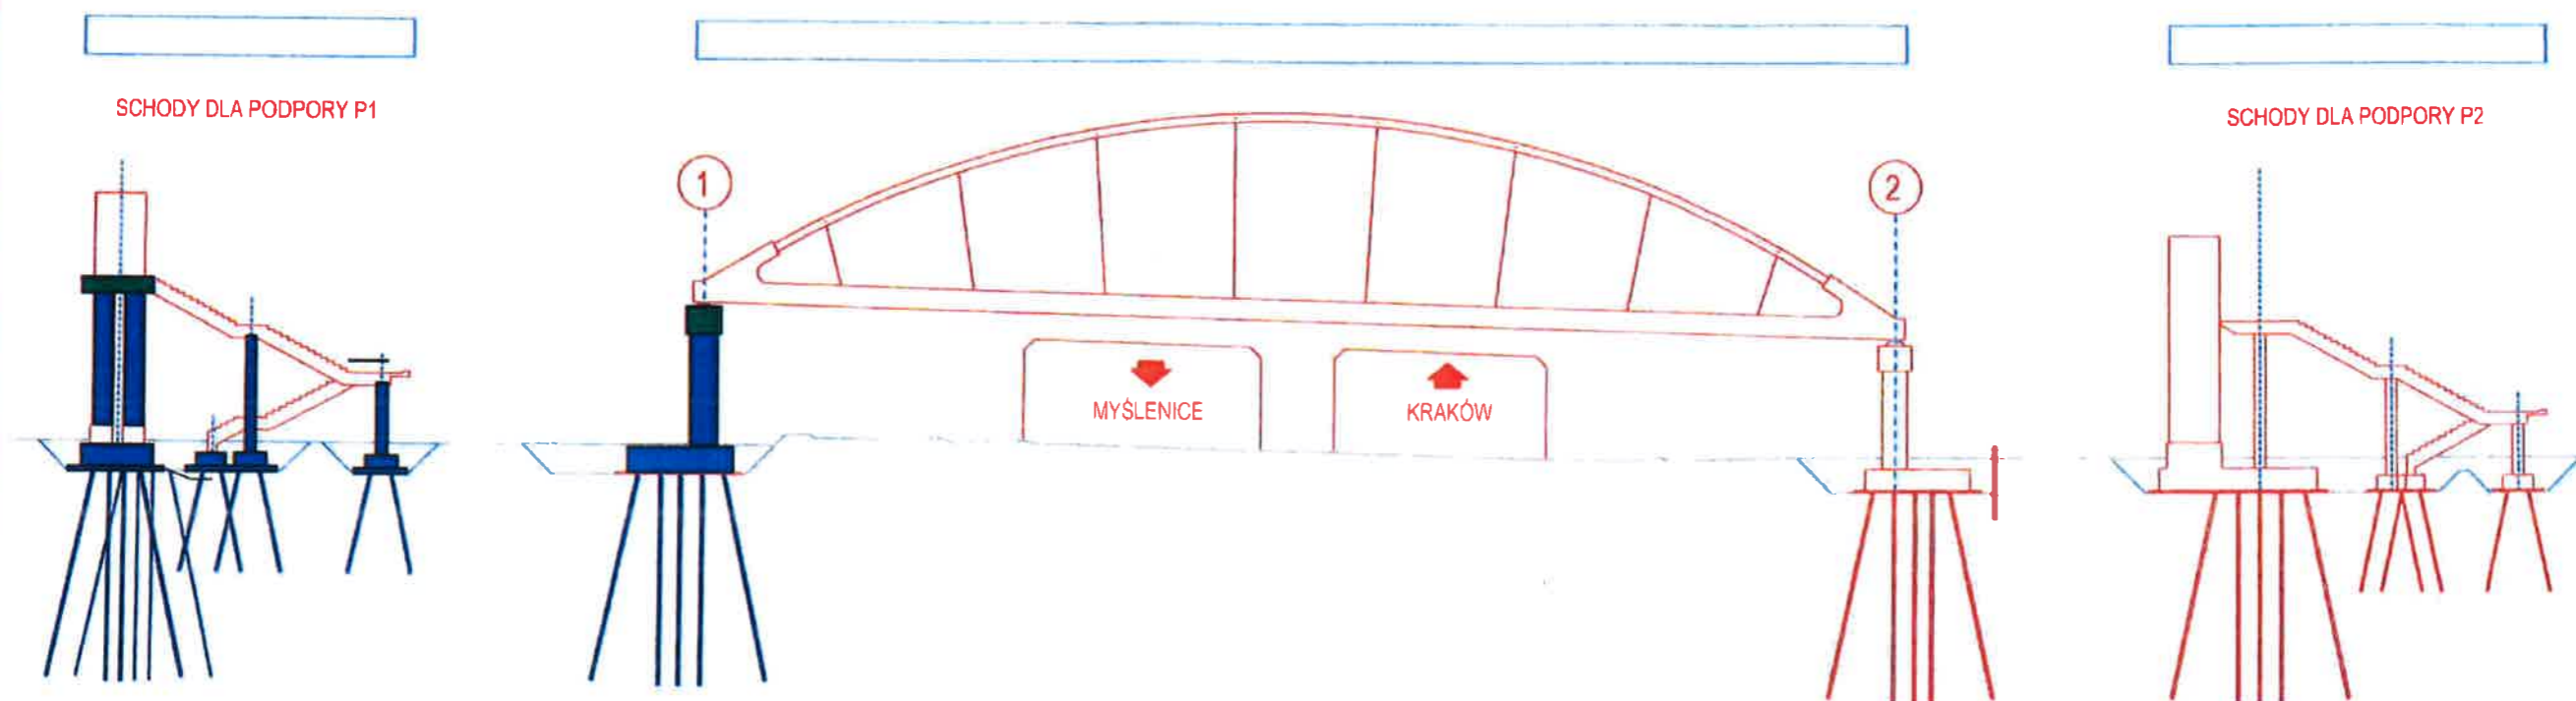 SCHODY DLA PODPORY P1
SCHODY DLA PODPORY P2
1
2
MYŚLENICE
KRAKÓW